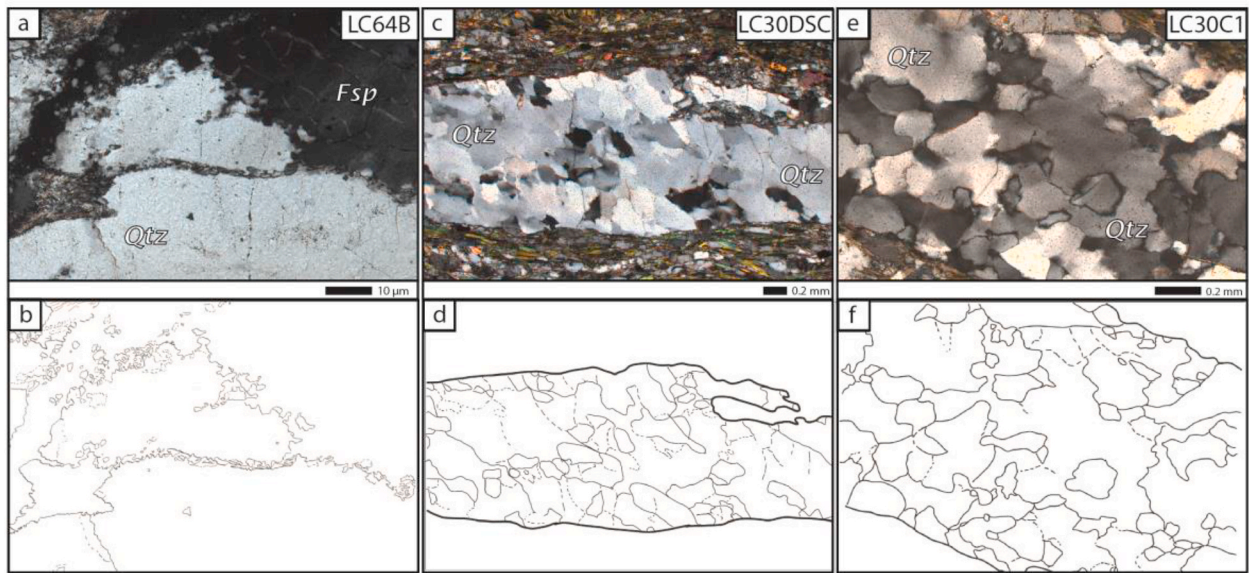 a
LC64B
Fsp
Qtz
10 µm
b
c
LC30DSC
Qtz
Qtz
0.2 mm
d
e
LC30C1
Qtz
Qtz
0.2 mm
f